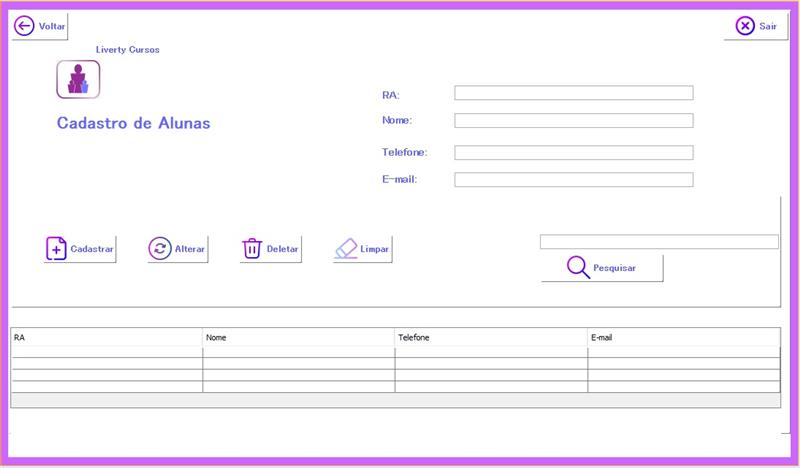 Voltar
Sair
Liverty Cursos
Cadastro de Alunas
RA:
Nome:
Telefone:
E-mail:
Cadastrar
Alterar
Deletar
Limpar
Pesquisar
RA Nome Telefone E-mail